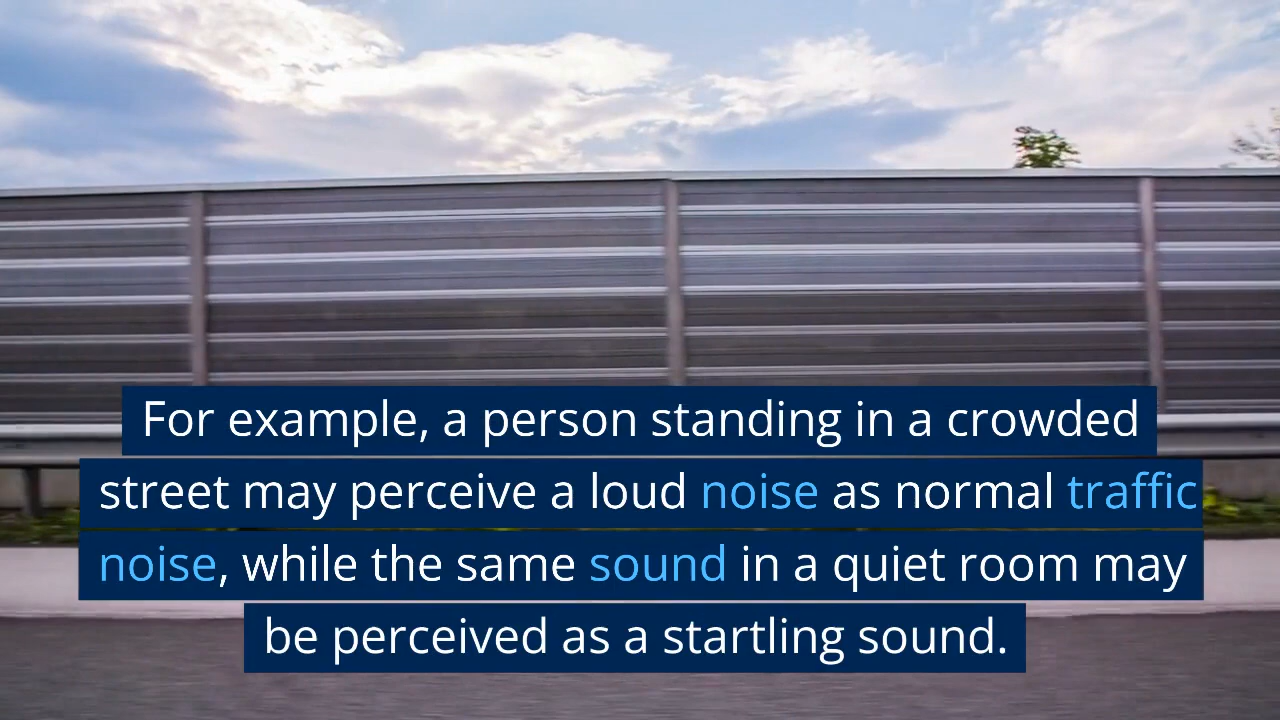 For example, a person standing in a crowded
street may perceive a loud noise as normal traffic
noise, while the same sound in a quiet room may
be perceived as a startling sound.